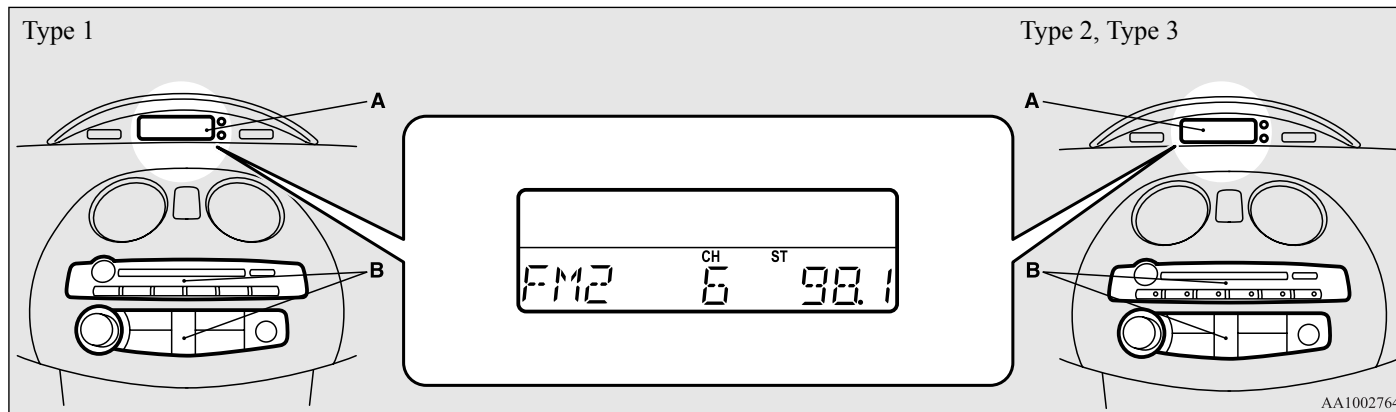 Type 1
Type 2, Type 3
A
A
CH ST
FM2 6 98.1
B
B
AA1002764